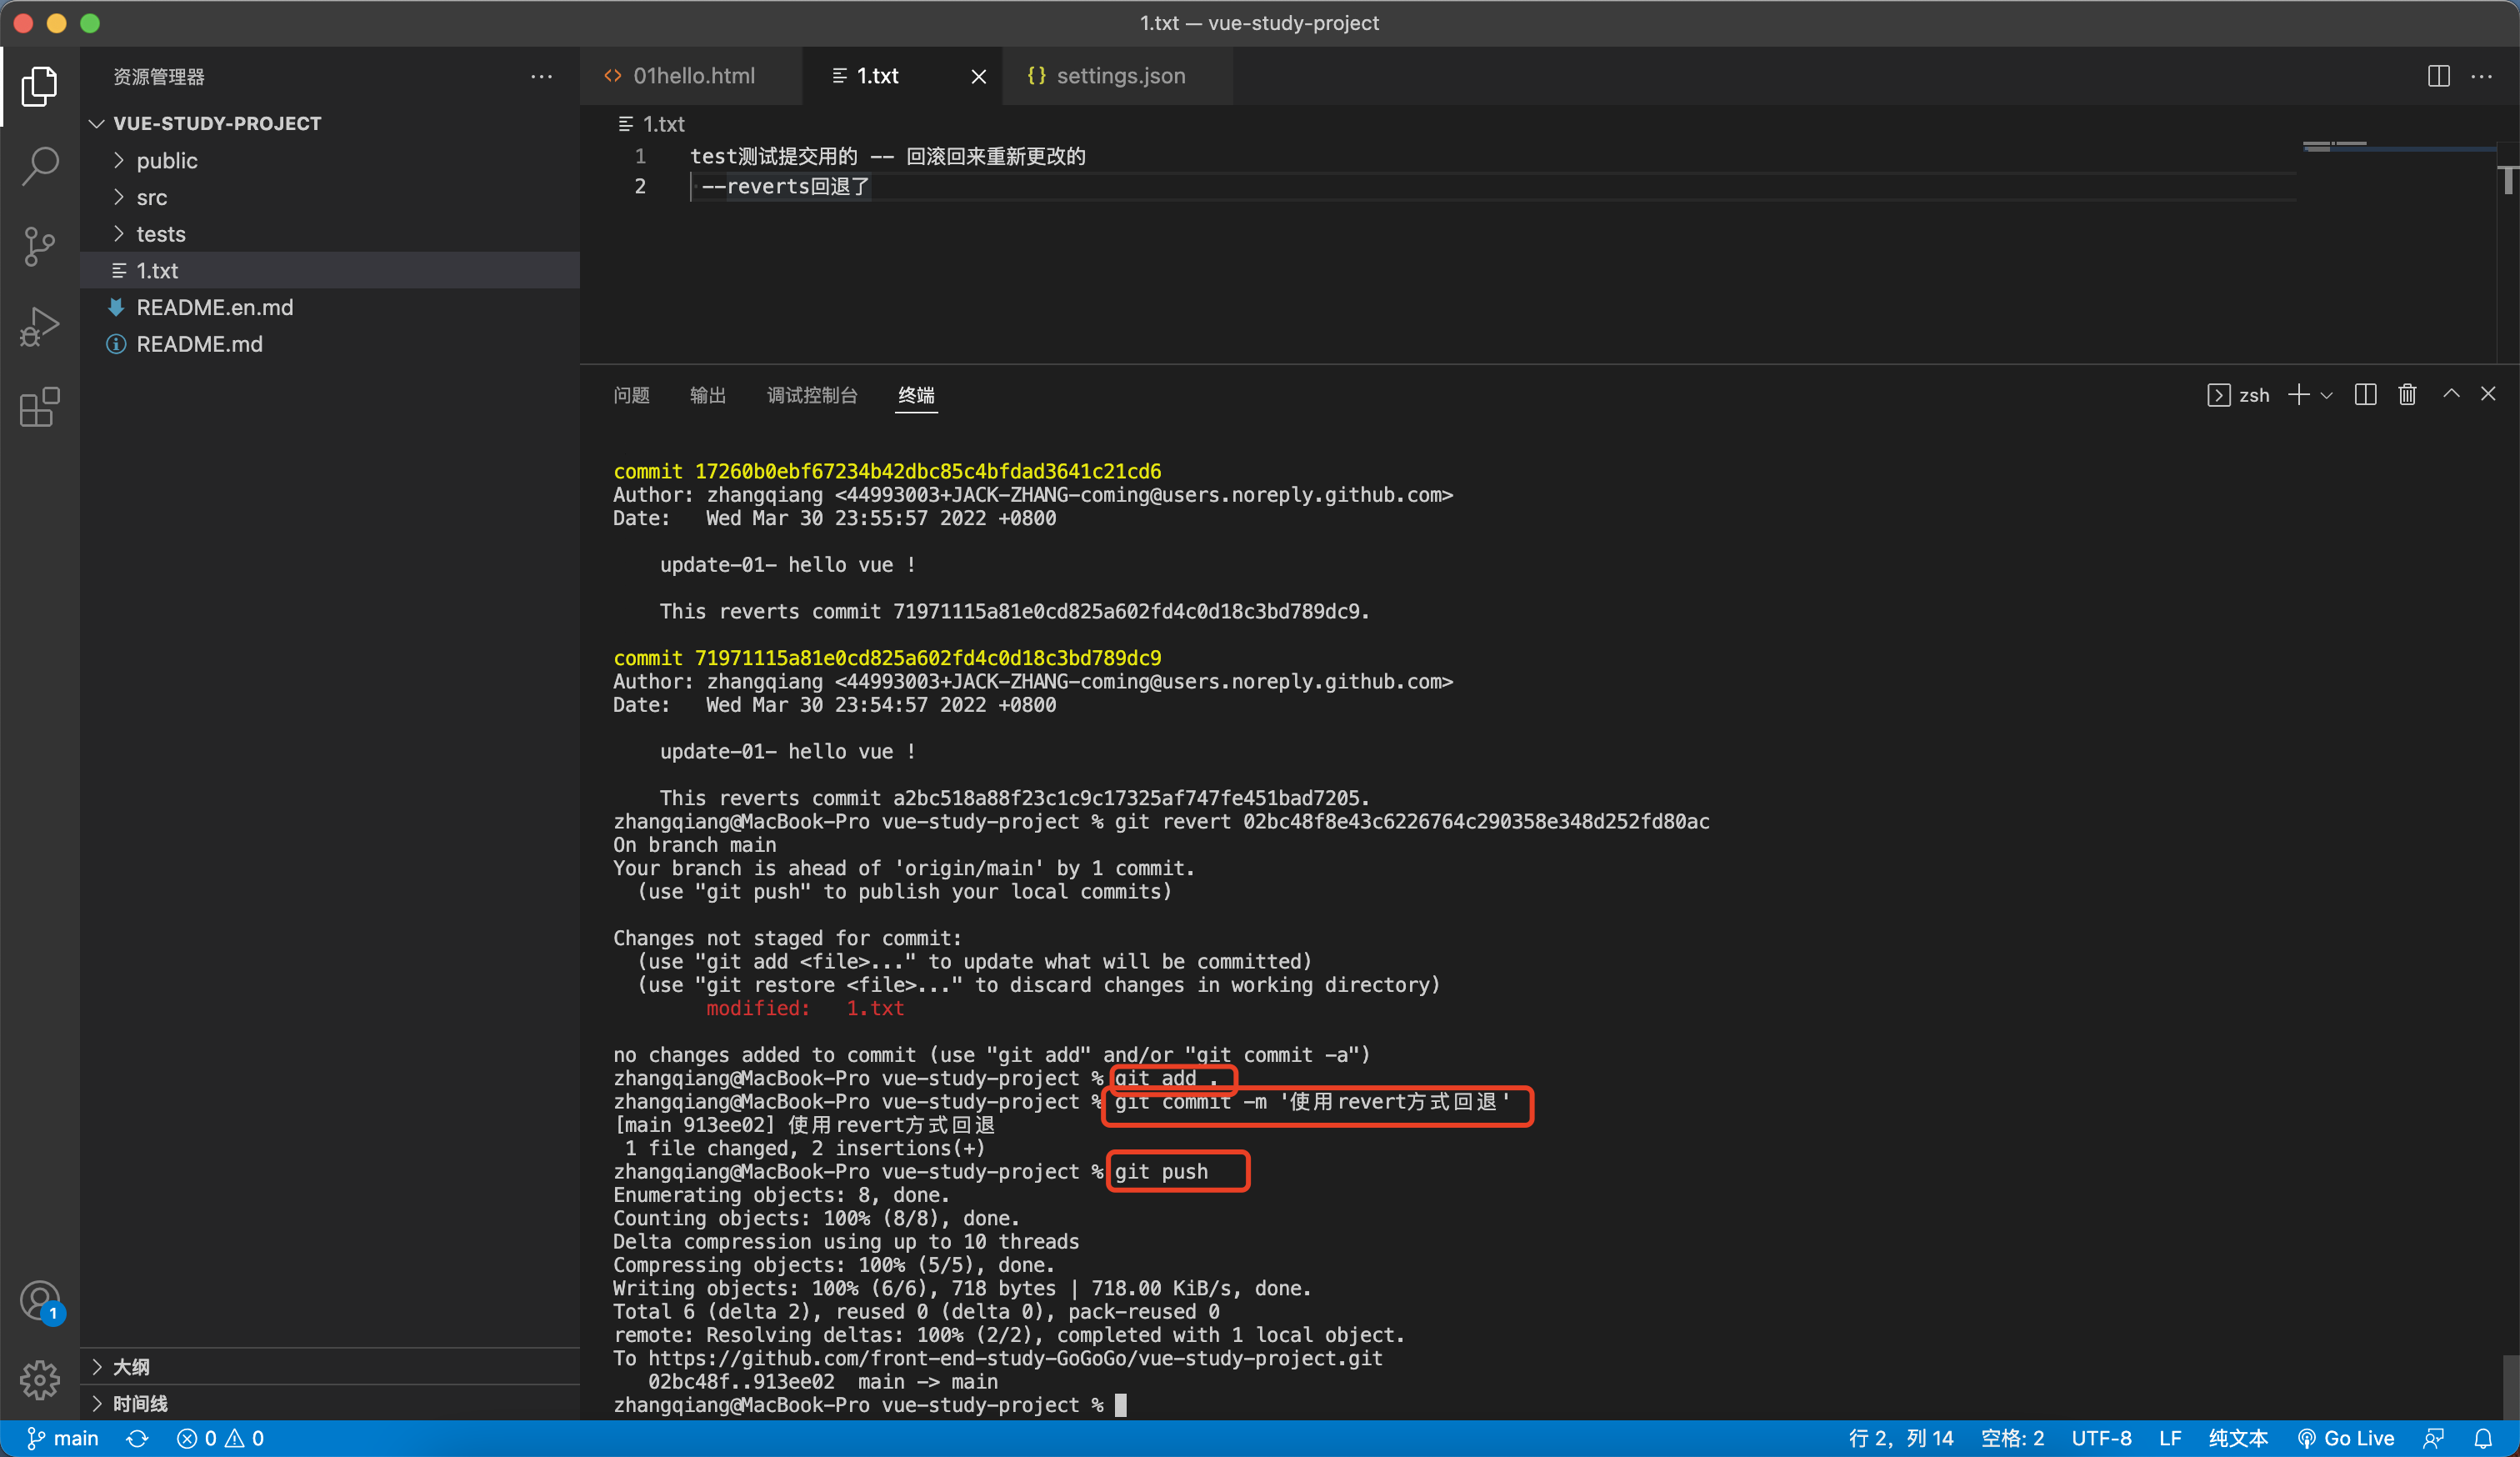 1.txt — vue-study-project
资源管理器
VUE-STUDY-PROJECT
public
src
tests
1.txt
README.en.md
README.md
大纲
时间线
01hello.html
1.txt
settings.json
1.txt
1 test测试提交用的 -- 回滚回来重新更改的
2 --reverts回退了
问题 输出 调试控制台 终端
zsh
commit 17260b0ebf67234b42dbc85c4bfdad3641c21cd6
Author: zhangqiang <44993003+JACK-ZHANG-coming@users.noreply.github.com>
Date:   Wed Mar 30 23:55:57 2022 +0800
update-01- hello vue !
This reverts commit 71971115a81e0cd825a602fd4c0d18c3bd789dc9.
commit 71971115a81e0cd825a602fd4c0d18c3bd789dc9
Author: zhangqiang <44993003+JACK-ZHANG-coming@users.noreply.github.com>
Date:   Wed Mar 30 23:54:57 2022 +0800
update-01- hello vue !
This reverts commit a2bc518a88f23c1c9c17325af747fe451bad7205.
zhangqiang@MacBook-Pro vue-study-project % git revert 02bc48f8e43c6226764c290358e348d252fd80ac
On branch main
Your branch is ahead of 'origin/main' by 1 commit.
(use "git push" to publish your local commits)
Changes not staged for commit:
(use "git add <file>..." to update what will be committed)
(use "git restore <file>..." to discard changes in working directory)
modified:   1.txt
no changes added to commit (use "git add" and/or "git commit -a")
zhangqiang@MacBook-Pro vue-study-project % git add .
zhangqiang@MacBook-Pro vue-study-project % git commit -m '使用revert方式回退'
[main 913ee02] 使用revert方式回退
1 file changed, 2 insertions(+)
zhangqiang@MacBook-Pro vue-study-project % git push
Enumerating objects: 8, done.
Counting objects: 100% (8/8), done.
Delta compression using up to 10 threads
Compressing objects: 100% (5/5), done.
Writing objects: 100% (6/6), 718 bytes | 718.00 KiB/s, done.
Total 6 (delta 2), reused 0 (delta 0), pack-reused 0
remote: Resolving deltas: 100% (2/2), completed with 1 local object.
To https://github.com/front-end-study-GoGoGo/vue-study-project.git
02bc48f..913ee02  main -> main
zhangqiang@MacBook-Pro vue-study-project %
1
main 0 0 行 2，列 14 空格: 2 UTF-8 LF 纯文本 Go Live